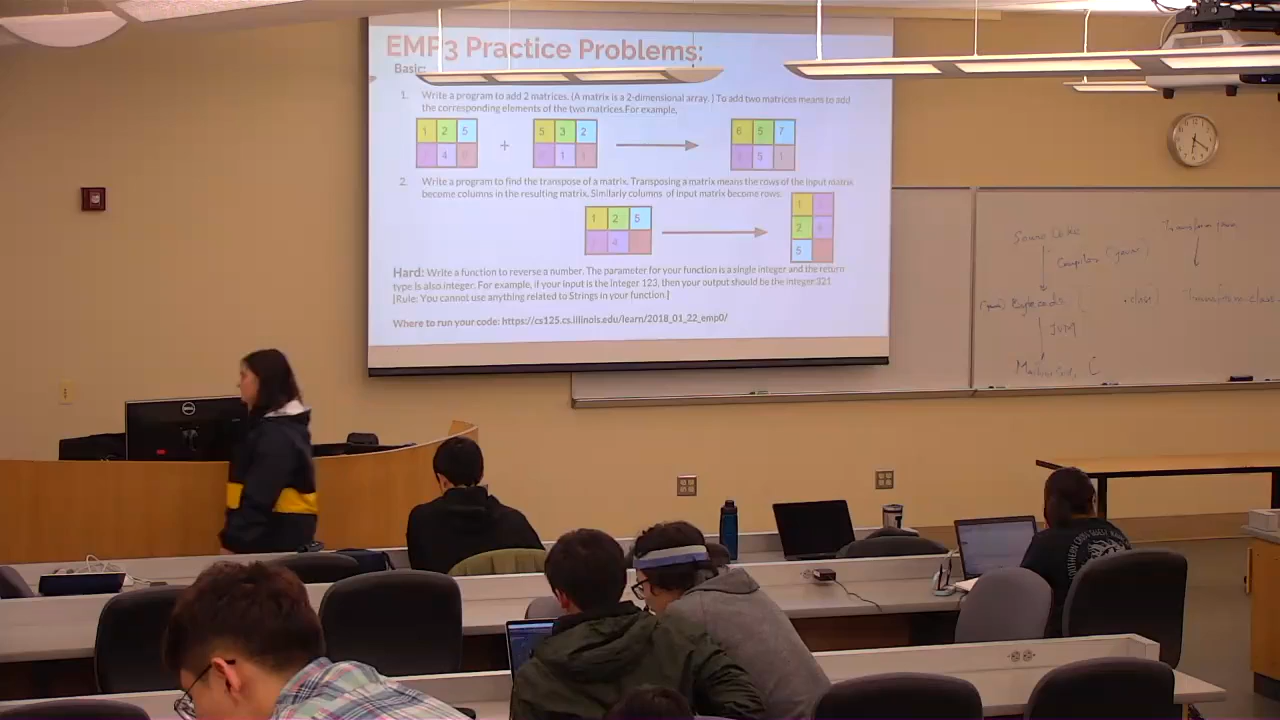 EMP3 Practice Problems:
Basic:
1. Write a program to add 2 matrices. (A matrix is a 2-dimensional array. ) To add two matrices means to add
the corresponding elements of the two matrices.For example,
1 2 5
5 3 2
6 5 7
+
4
1
5 1
2. Write a program to find the transpose of a matrix. Transposing a matrix means the rows of the input matrix
become columns in the resulting matrix. Similarly columns of input matrix become rows.
1 2 5
4
1
2
5
Hard: Write a function to reverse a number. The parameter for your function is a single integer and the return
type is also integer. For example, if your input is the integer 123, then your output should be the integer 321
[Rule: You cannot use anything related to Strings in your function.]
Where to run your code: https://cs125.cs.illinois.edu/learn/2018_01_22_emp0/
Source Code
Compiler (javac)
.class)
JVM
DELL